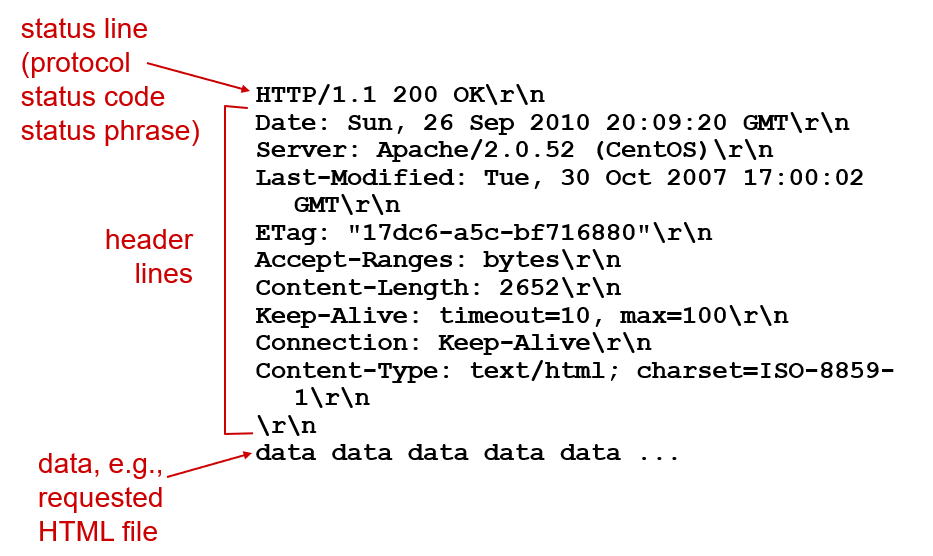 status line
(protocol
status code
status phrase)
HTTP/1.1 200 OK\r\n
Date: Sun, 26 Sep 2010 20:09:20 GMT\r\n
Server: Apache/2.0.52 (CentOS)\r\n
Last-Modified: Tue, 30 Oct 2007 17:00:02
GMT\r\n
ETag: "17dc6-a5c-bf716880"\r\n
Accept-Ranges: bytes\r\n
Content-Length: 2652\r\n
Keep-Alive: timeout=10, max=100\r\n
Connection: Keep-Alive\r\n
Content-Type: text/html; charset=ISO-8859-
1\r\n
\r\n
data data data data data ...
header
lines
data, e.g.,
requested
HTML file